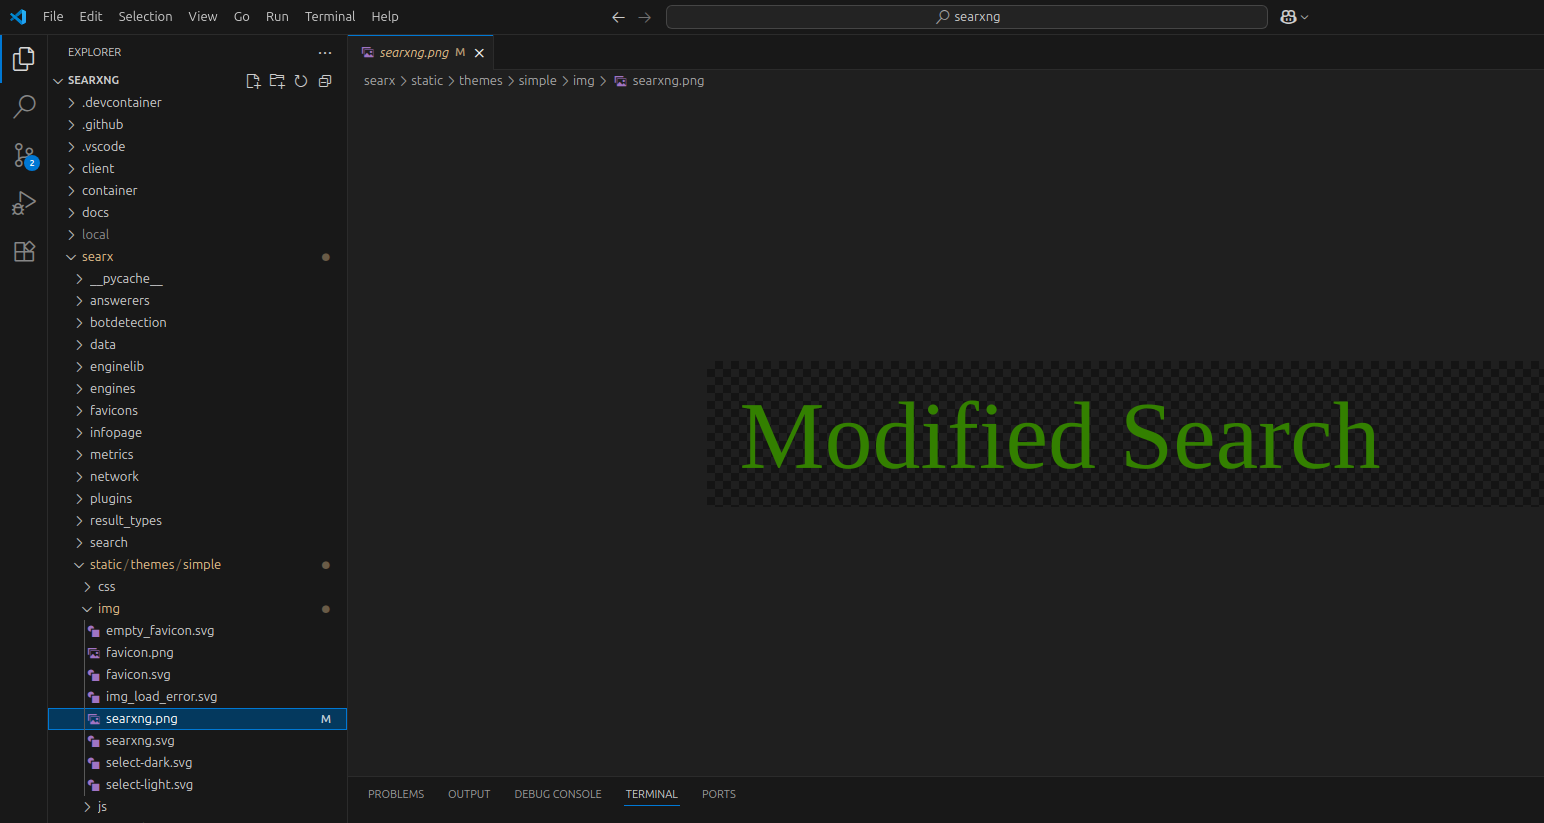 File Edit Selection View Go Run Terminal Help
searxng
EXPLORER
SEARXNG
.devcontainer
.github
.vscode
client
container
docs
local
searx
__pycache__
answerers
botdetection
data
enginelib
engines
favicons
infopage
metrics
network
plugins
result_types
search
static/themes/simple
css
img
empty_favicon.svg
favicon.png
favicon.svg
img_load_error.svg
searxng.png M
searxng.svg
select-dark.svg
select-light.svg
js
2
searxng.png M
searx > static > themes > simple > img > searxng.png
Modified Search
PROBLEMS OUTPUT DEBUG CONSOLE TERMINAL PORTS